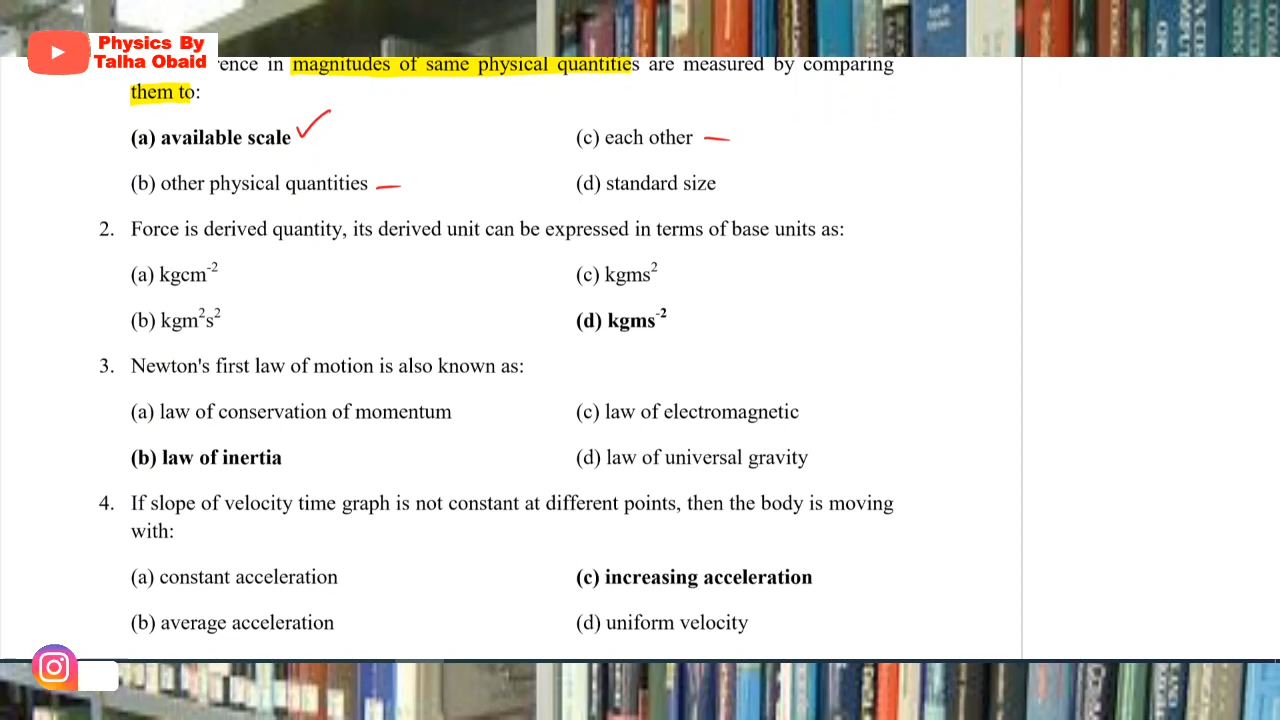 Physics By
Talha Obaid
ence in magnitudes of same physical quantities are measured by comparing
them to:
(a) available scale
(c) each other
(b) other physical quantities
(d) standard size
2. Force is derived quantity, its derived unit can be expressed in terms of base units as:
(a) kgcm⁻²
(c) kgms²
(b) kgm²s²
(d) kgms⁻²
3. Newton's first law of motion is also known as:
(a) law of conservation of momentum
(c) law of electromagnetic
(b) law of inertia
(d) law of universal gravity
4. If slope of velocity time graph is not constant at different points, then the body is moving
with:
(a) constant acceleration
(c) increasing acceleration
(b) average acceleration
(d) uniform velocity